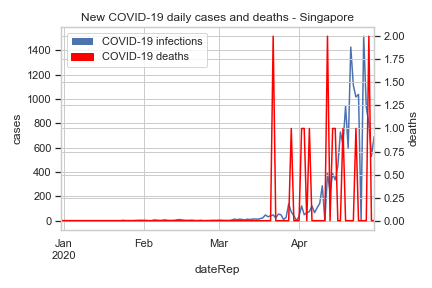 New COVID-19 daily cases and deaths - Singapore
COVID-19 infections
COVID-19 deaths
1400
1200
1000
800
600
400
200
0
cases
2.00
1.75
1.50
1.25
1.00
0.75
0.50
0.25
0.00
deaths
Jan Feb Mar Apr
2020
dateRep